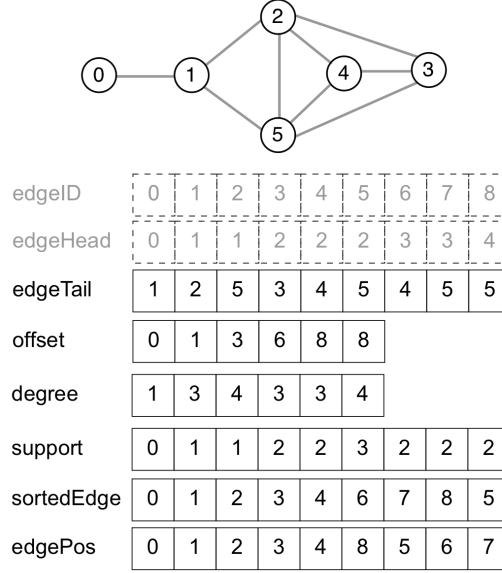 2
0 1 4 3
5
edgeID 0 1 2 3 4 5 6 7 8
edgeHead 0 1 1 2 2 2 3 3 4
edgeTail 1 2 5 3 4 5 4 5 5
offset 0 1 3 6 8 8
degree 1 3 4 3 3 4
support 0 1 1 2 2 3 2 2 2
sortedEdge 0 1 2 3 4 6 7 8 5
edgePos 0 1 2 3 4 8 5 6 7